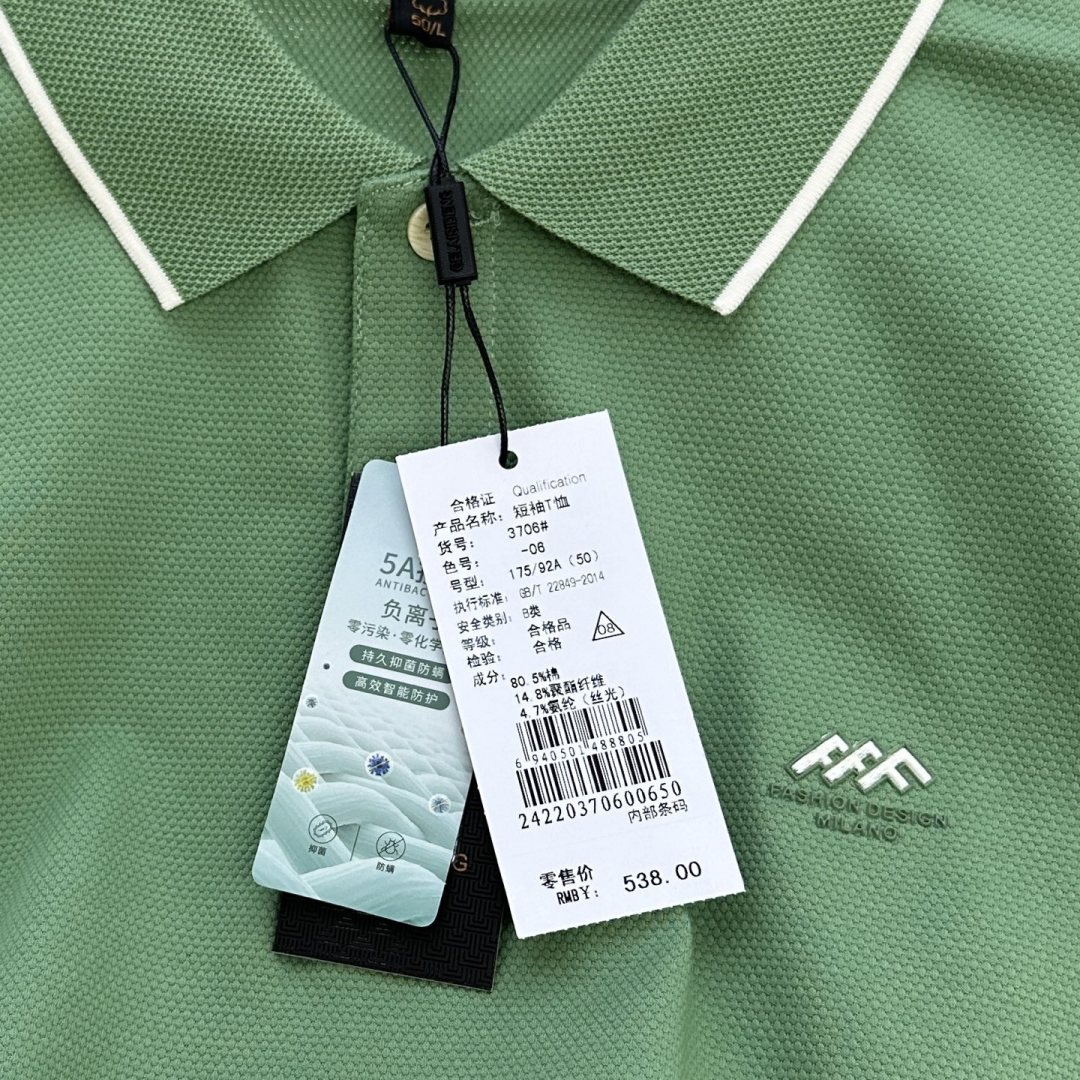 50/L
合格证 Qualification
产品名称: 短袖T恤
货号: 3706#
色号: -06
号型: 175/92A (50)
执行标准: GB/T 22849-2014
安全类别: B类
等级: 合格品
检验: 合格
08
成分: 80.5%棉
14.8%聚酯纤维
4.7%氨纶 (丝光)
6 940501 488805
24220370600650
内部条码
零售价
RMB¥: 538.00
5A
ANTIBAC
负离
零污染·零化学
持久抑菌防螨
高效智能防护
抑菌
防螨
G
FFF
FASHION DESIGN
MILANO